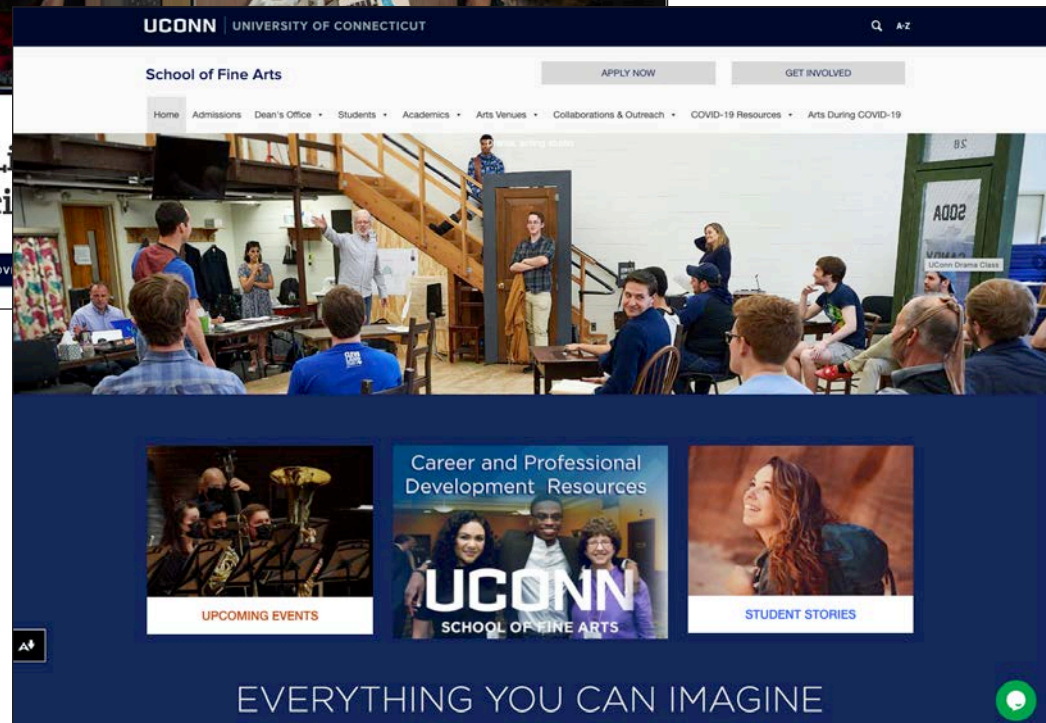 UCONN UNIVERSITY OF CONNECTICUT
A-Z
School of Fine Arts
APPLY NOW
GET INVOLVED
Home Admissions Dean's Office Students Academics Arts Venues Collaborations & Outreach COVID-19 Resources Arts During COVID-19
SODA
UConn Drama Class
Career and Professional
Development Resources
UCONN
SCHOOL OF FINE ARTS
UPCOMING EVENTS
STUDENT STORIES
EVERYTHING YOU CAN IMAGINE